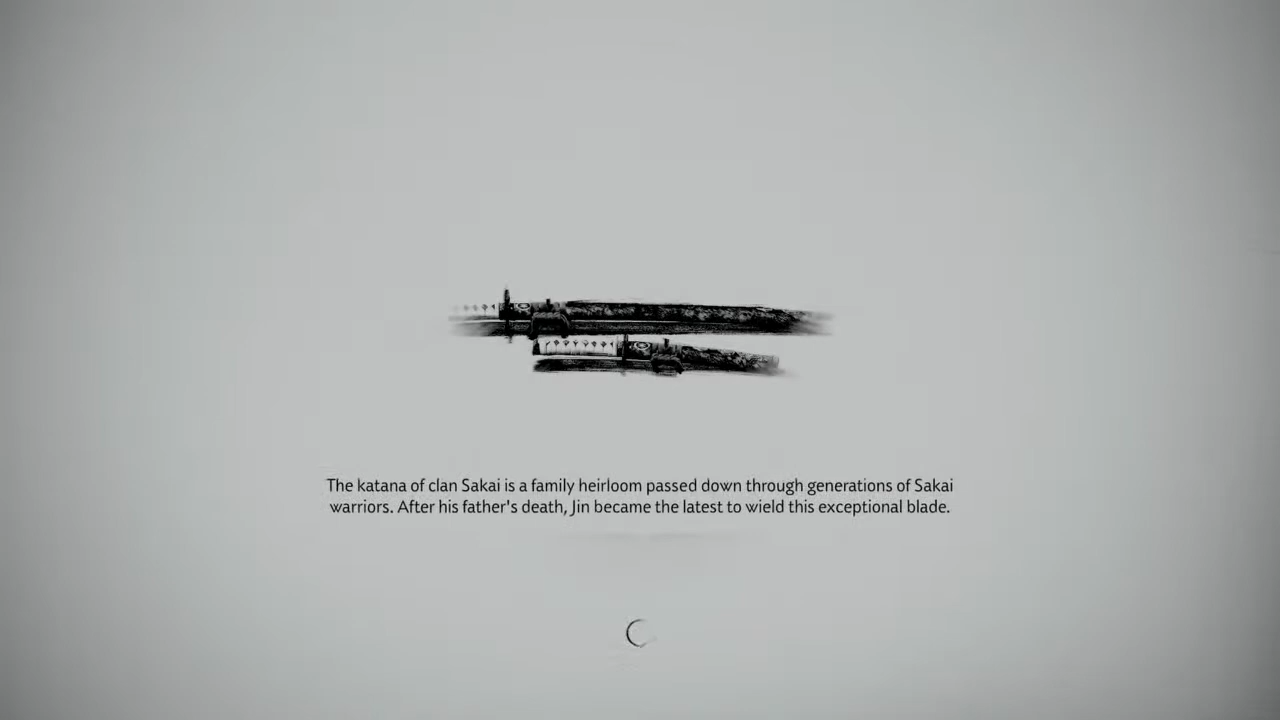 The katana of clan Sakai is a family heirloom passed down through generations of Sakai
warriors. After his father's death, Jin became the latest to wield this exceptional blade.